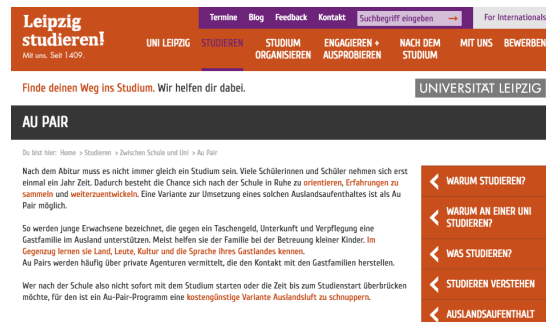 Leipzig
studieren!
Mit uns. Seit 1409.
Termine Blog Feedback Kontakt Suchbegriff eingeben → For Internationals
UNI LEIPZIG STUDIEREN STUDIUM ORGANISIEREN ENGAGIEREN + AUSPROBIEREN NACH DEM STUDIUM MIT UNS BEWERBEN
Finde deinen Weg ins Studium. Wir helfen dir dabei.
UNIVERSITÄT LEIPZIG
AU PAIR
Du bist hier: Home > Studieren > Zwischen Schule und Uni > Au Pair
Nach dem Abitur muss es nicht immer gleich ein Studium sein. Viele Schülerinnen und Schüler nehmen sich erst
einmal ein Jahr Zeit. Dadurch besteht die Chance sich nach der Schule in Ruhe zu orientieren, Erfahrungen zu
sammeln und weiterzuentwickeln. Eine Variante zur Umsetzung eines solchen Auslandsaufenthaltes ist als Au
Pair möglich.
So werden junge Erwachsene bezeichnet, die gegen ein Taschengeld, Unterkunft und Verpflegung eine
Gastfamilie im Ausland unterstützen. Meist helfen sie der Familie bei der Betreuung kleiner Kinder. Im
Gegenzug lernen sie Land, Leute, Kultur und die Sprache ihres Gastlandes kennen.
Au Pairs werden häufig über private Agenturen vermittelt, die den Kontakt mit den Gastfamilien herstellen.
Wer nach der Schule also nicht sofort mit dem Studium starten oder die Zeit bis zum Studienstart überbrücken
möchte, für den ist ein Au-Pair-Programm eine kostengünstige Variante Auslandsluft zu schnuppern.
WARUM STUDIEREN?
WARUM AN EINER UNI
STUDIEREN?
WAS STUDIEREN?
STUDIEREN VERSTEHEN
AUSLANDSAUFENTHALT